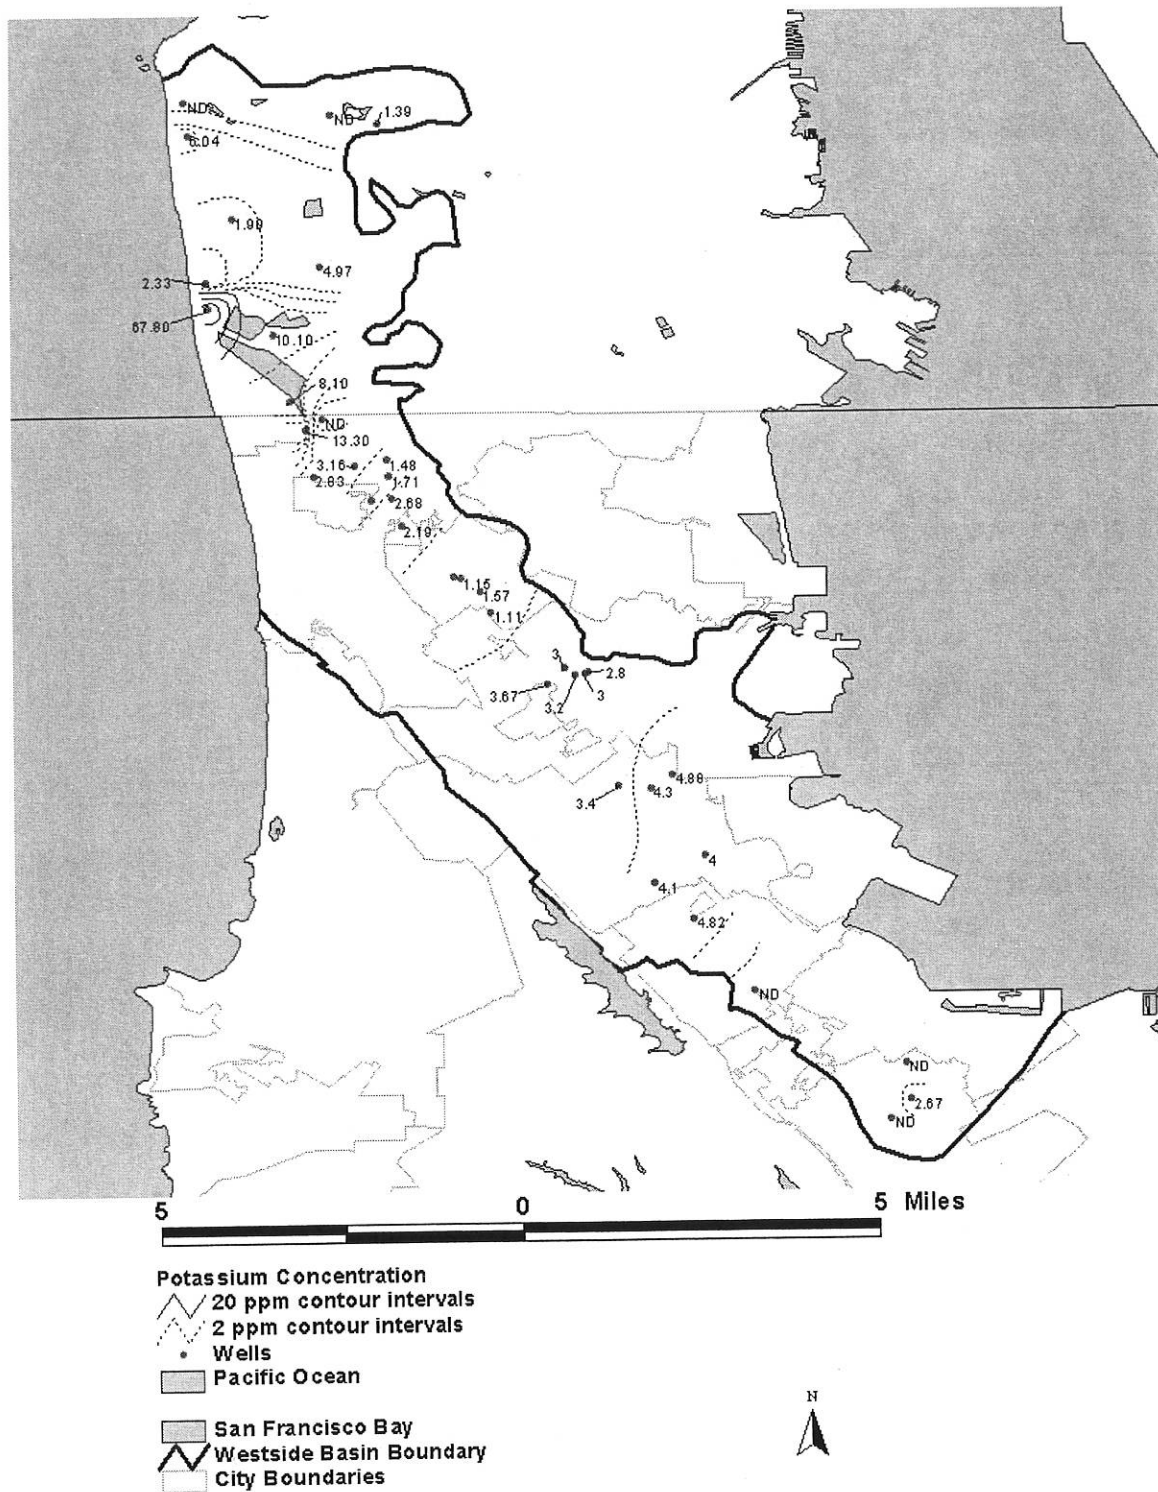 ND
ND
1.39
6.04
1.99
4.97
2.33
67.80
10.10
8.10
ND
13.30
3.16
1.48
2.83
1.71
2.68
2.19
1.15
1.57
1.11
3
2.8
3.67
3.2
3
4.88
3.4
4.3
4
4.1
4.82
ND
ND
2.67
ND
5 0 5 Miles
Potassium Concentration
20 ppm contour intervals
2 ppm contour intervals
Wells
Pacific Ocean
N
San Francisco Bay
Westside Basin Boundary
City Boundaries